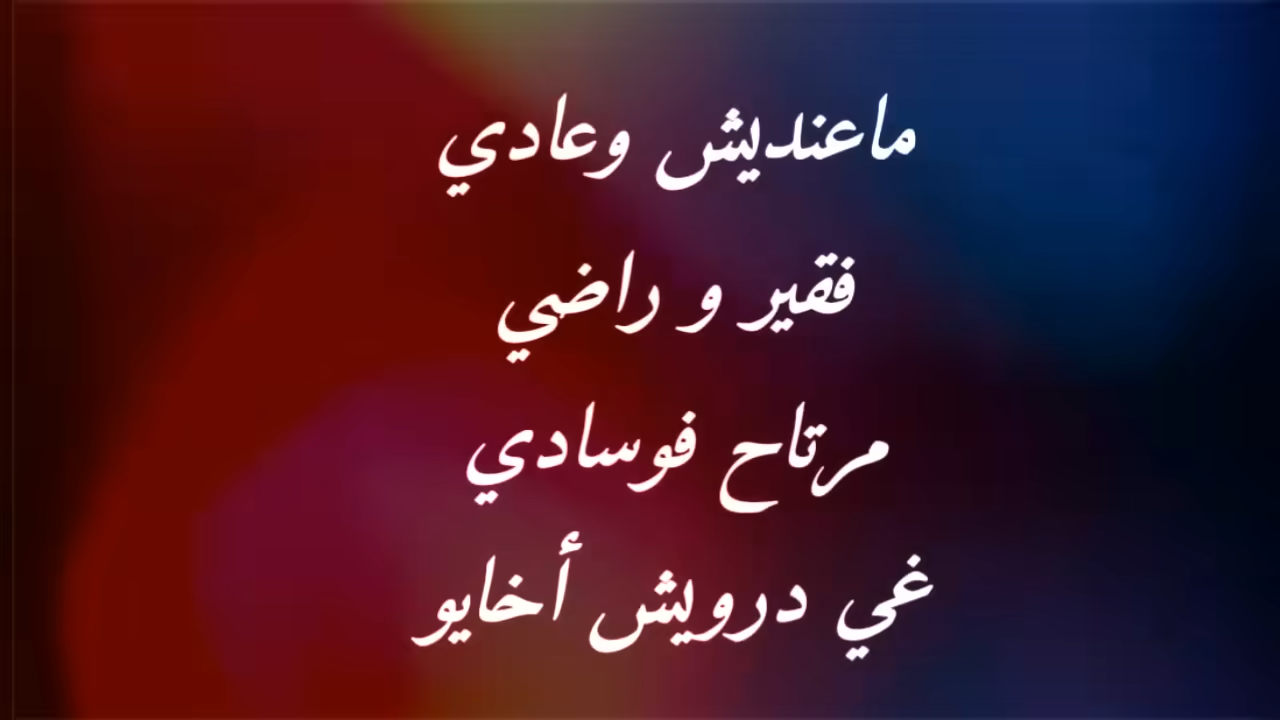 ماعنديش وعادي
فقير و راضي
مرتاح فوسادي
غي درويش أخايو